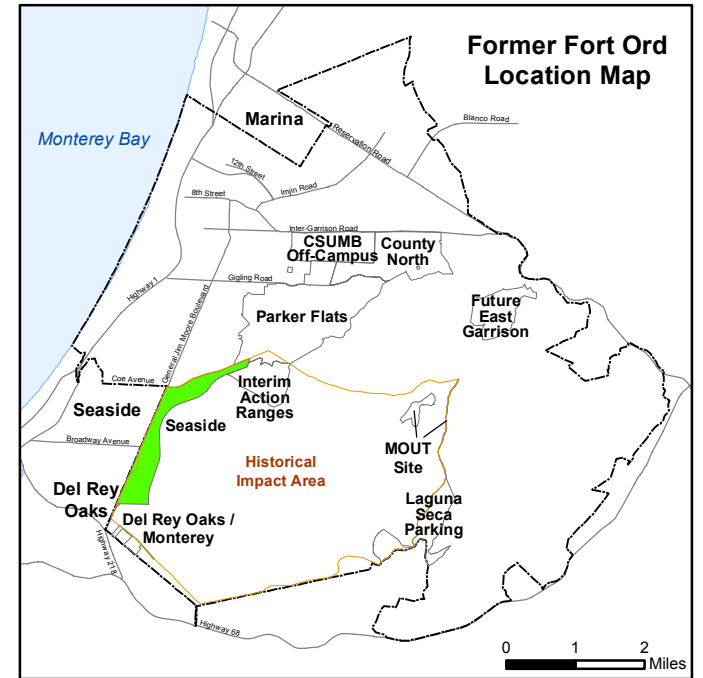 Former Fort Ord
Location Map
Monterey Bay
Marina
Blanco Road
Reservation Road
12th Street
Imjin Road
8th Street
Inter-Garrison Road
CSUMB
Off-Campus
County
North
Gigling Road
Highway 1
General Jim Moore Boulevard
Parker Flats
Future
East
Garrison
Coe Avenue
Interim
Action
Ranges
Seaside
Seaside
Broadway Avenue
MOUT
Site
Historical
Impact Area
Del Rey
Oaks
Laguna
Seca
Parking
Del Rey Oaks /
Monterey
Highway 218
Highway 68
0 1 2
Miles